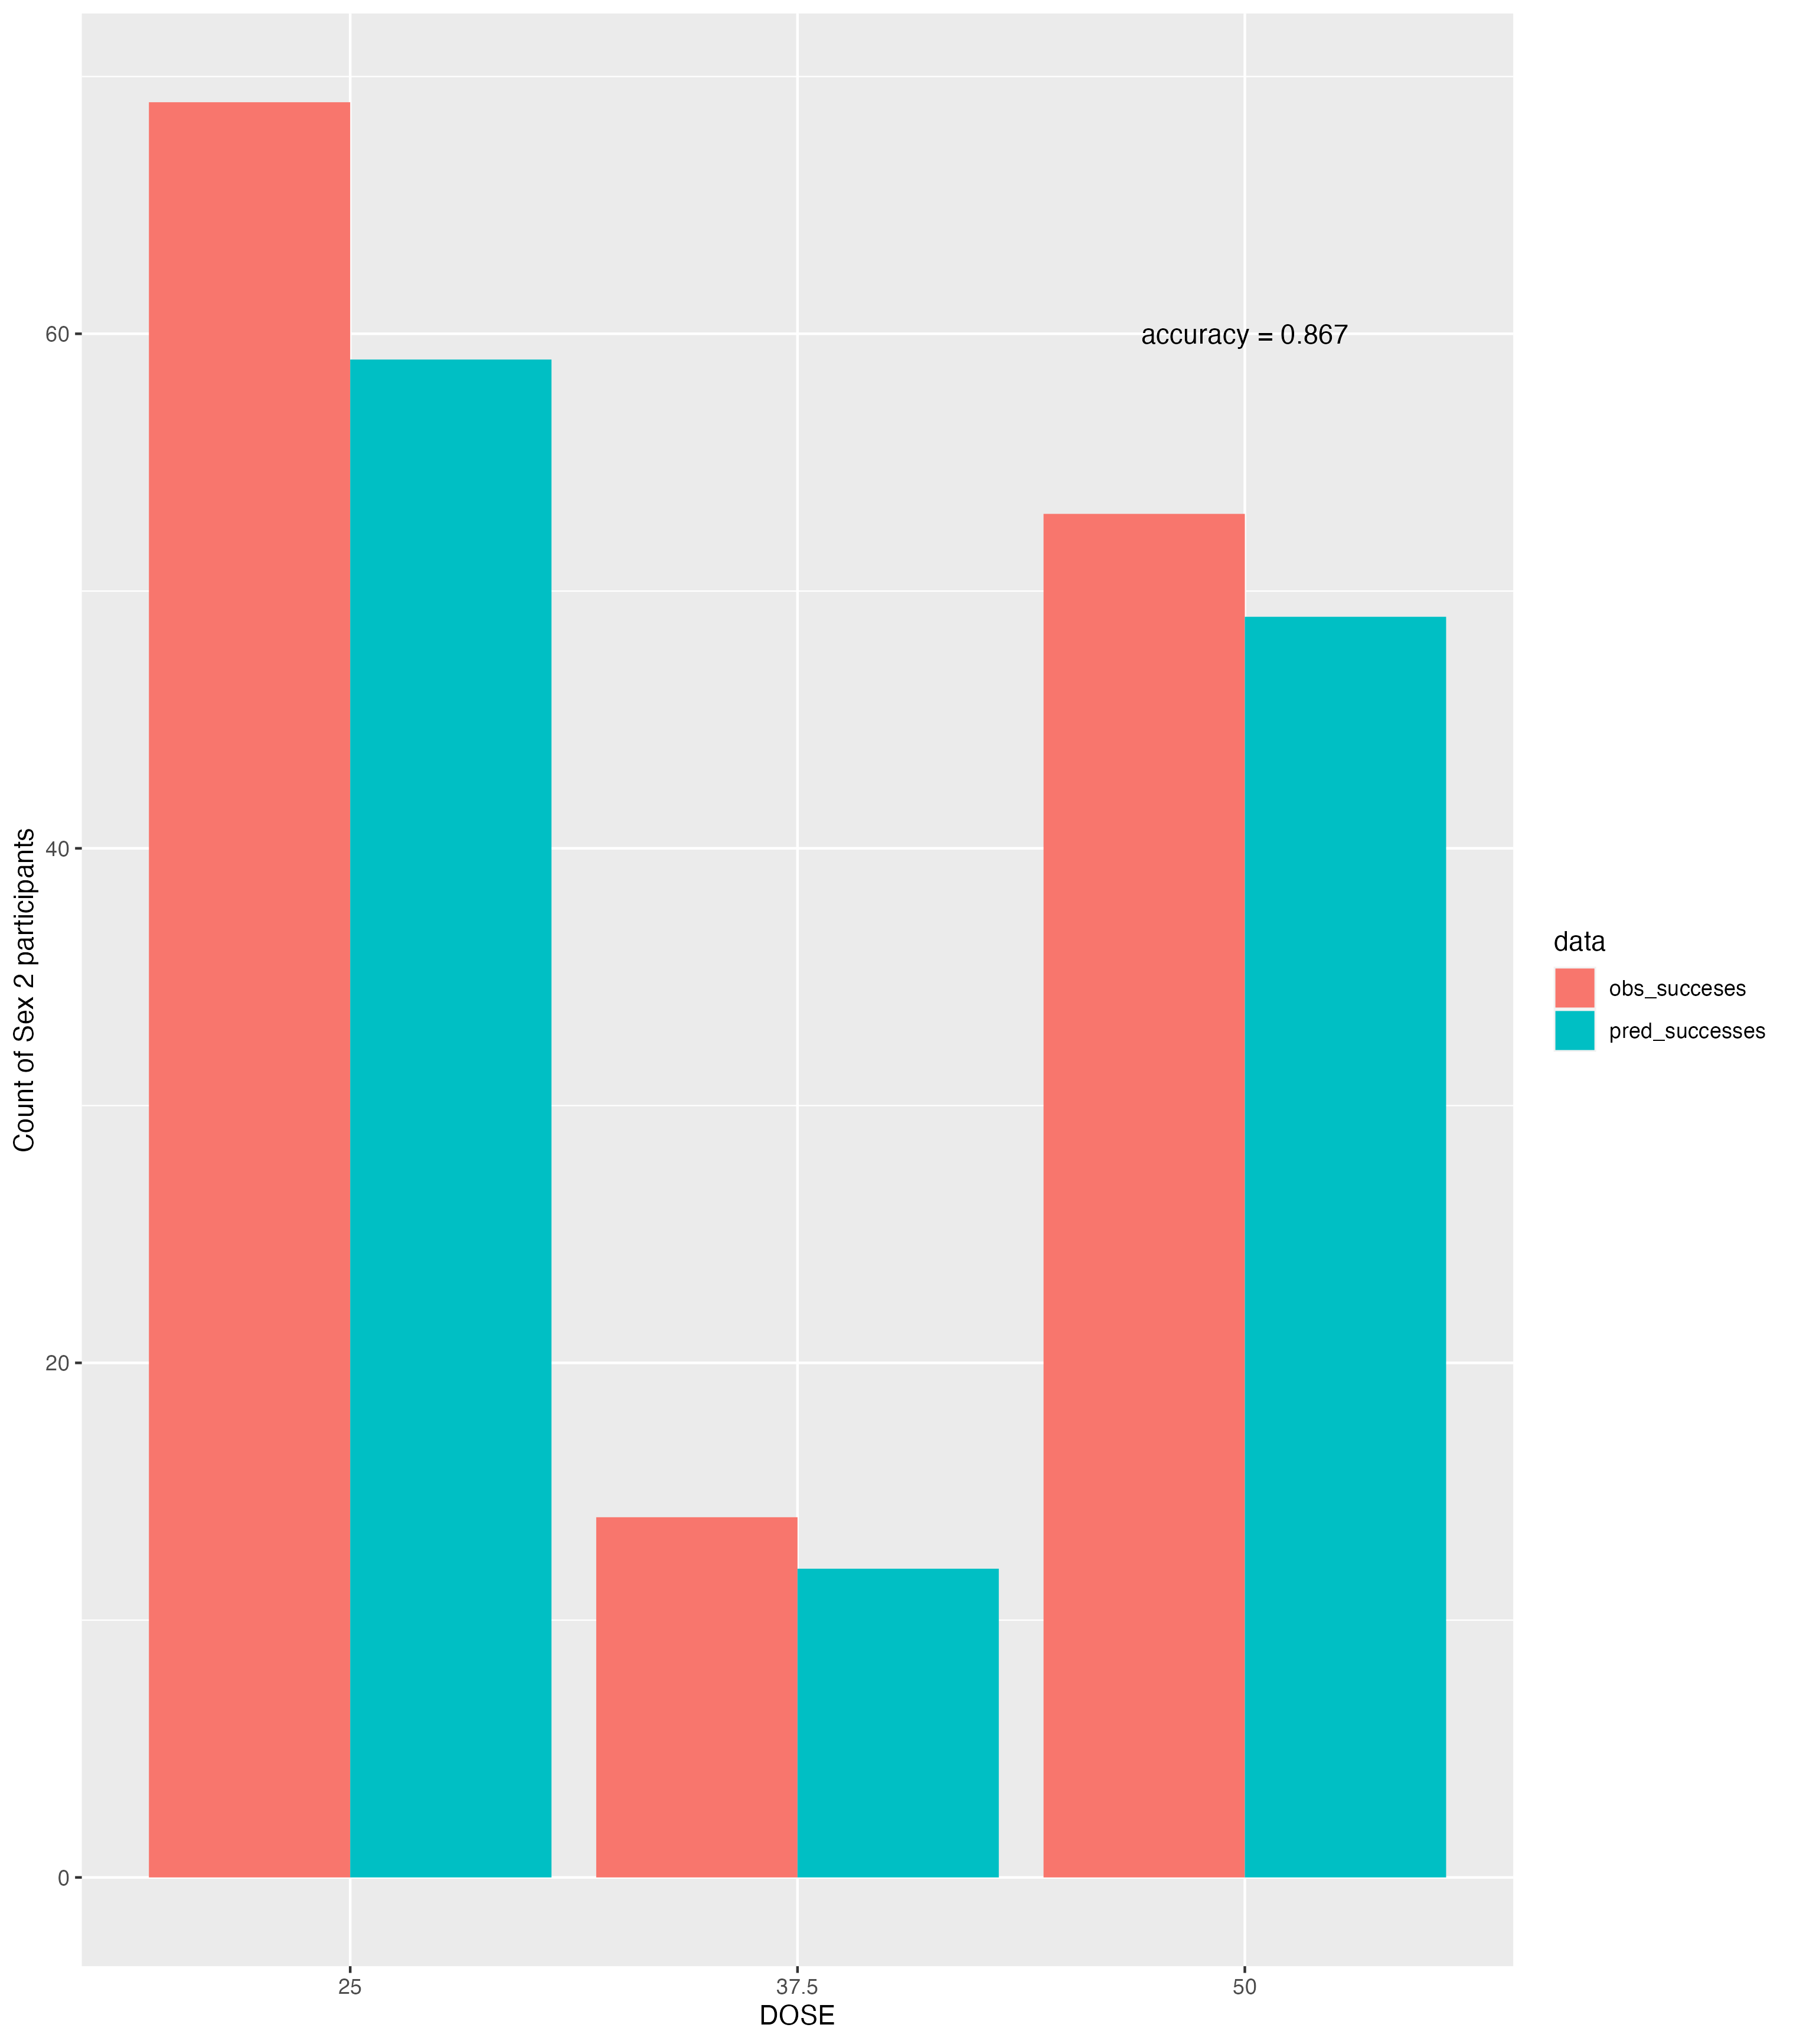 Count of Sex 2 participants
60
40
20
0
accuracy = 0.867
25
37.5
50
DOSE
data
obs_succeses
pred_successes